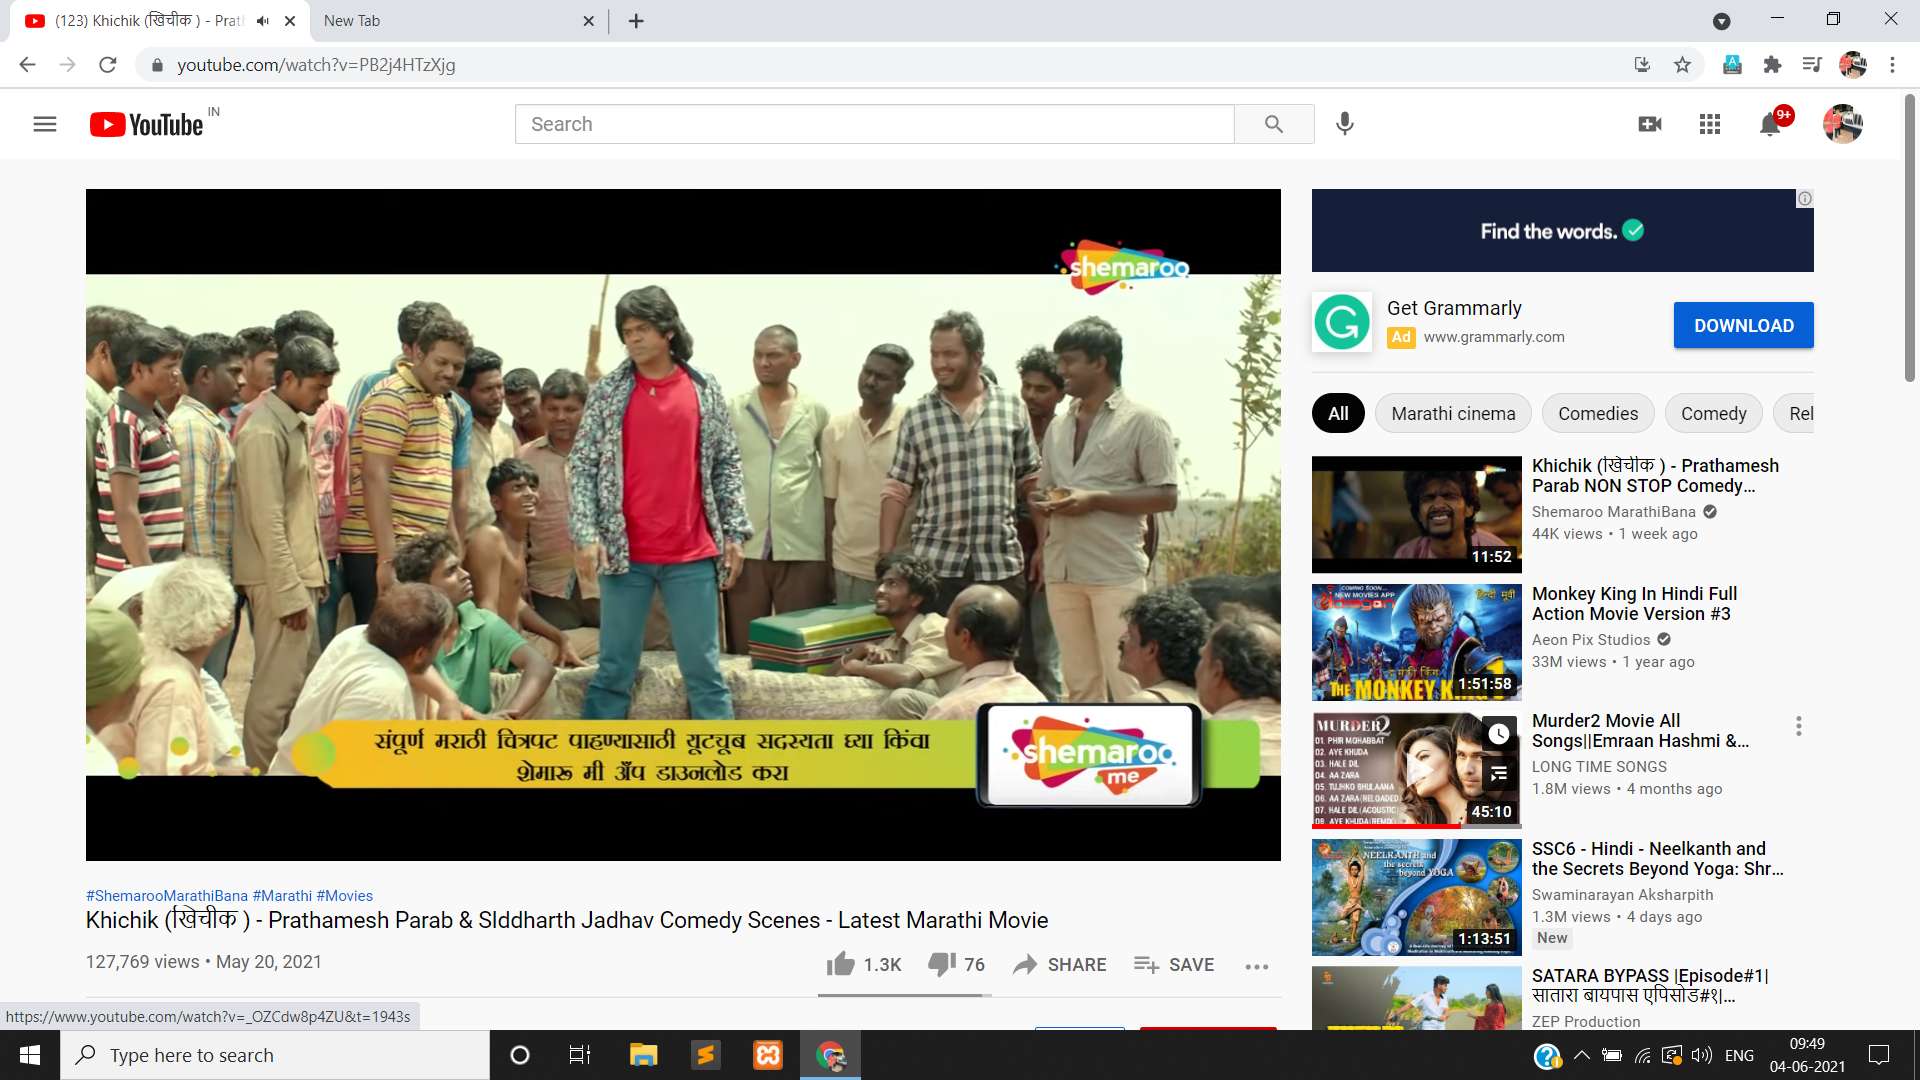 (123) Khichik (खिचीक ) - Prat
New Tab
youtube.com/watch?v=PB2j4HTzXjg
YouTube IN
Search
9+
shemaroo
संपूर्ण मराठी चित्रपट पाहण्यासाठी यूट्यूब सदस्यता घ्या किंवा
शेमारू मी अ‍ॅप डाउनलोड करा
shemaroo
me
#ShemarooMarathiBana #Marathi #Movies
Khichik (खिचीक ) - Prathamesh Parab & SIddharth Jadhav Comedy Scenes - Latest Marathi Movie
127,769 views • May 20, 2021
1.3K
76
SHARE
SAVE
Find the words.
Get Grammarly
Ad www.grammarly.com
DOWNLOAD
All
Marathi cinema
Comedies
Comedy
Rel
11:52
Khichik (खिचीक ) - Prathamesh
Parab NON STOP Comedy…
Shemaroo MarathiBana
44K views • 1 week ago
COMING SOON...
NEW MOVIES APP
हिन्दी मूवी
THE MONKEY KING
1:51:58
Monkey King In Hindi Full
Action Movie Version #3
Aeon Pix Studios
33M views • 1 year ago
MURDER 2
01. PHIR MOHABBAT
02. AYE KHUDA
03. HALE DIL
04. AA ZARA
05. TUJHKO BHULAANA
06. AA ZARA (RELOADED)
07. HALE DIL (ACOUSTIC)
08. AYE KHUDA (REMIX)
45:10
Murder2 Movie All
Songs||Emraan Hashmi &…
LONG TIME SONGS
1.8M views • 4 months ago
NEELKANTH and
the secrets
beyond YOGA
1:13:51
SSC6 - Hindi - Neelkanth and
the Secrets Beyond Yoga: Shr…
Swaminarayan Aksharpith
1.3M views • 4 days ago
New
SATARA BYPASS |Episode#1|
सातारा बायपास एपिसोड#१|…
ZEP Production
https://www.youtube.com/watch?v=_OZCdw8p4ZU&t=1943s
Type here to search
ENG
09:49
04-06-2021